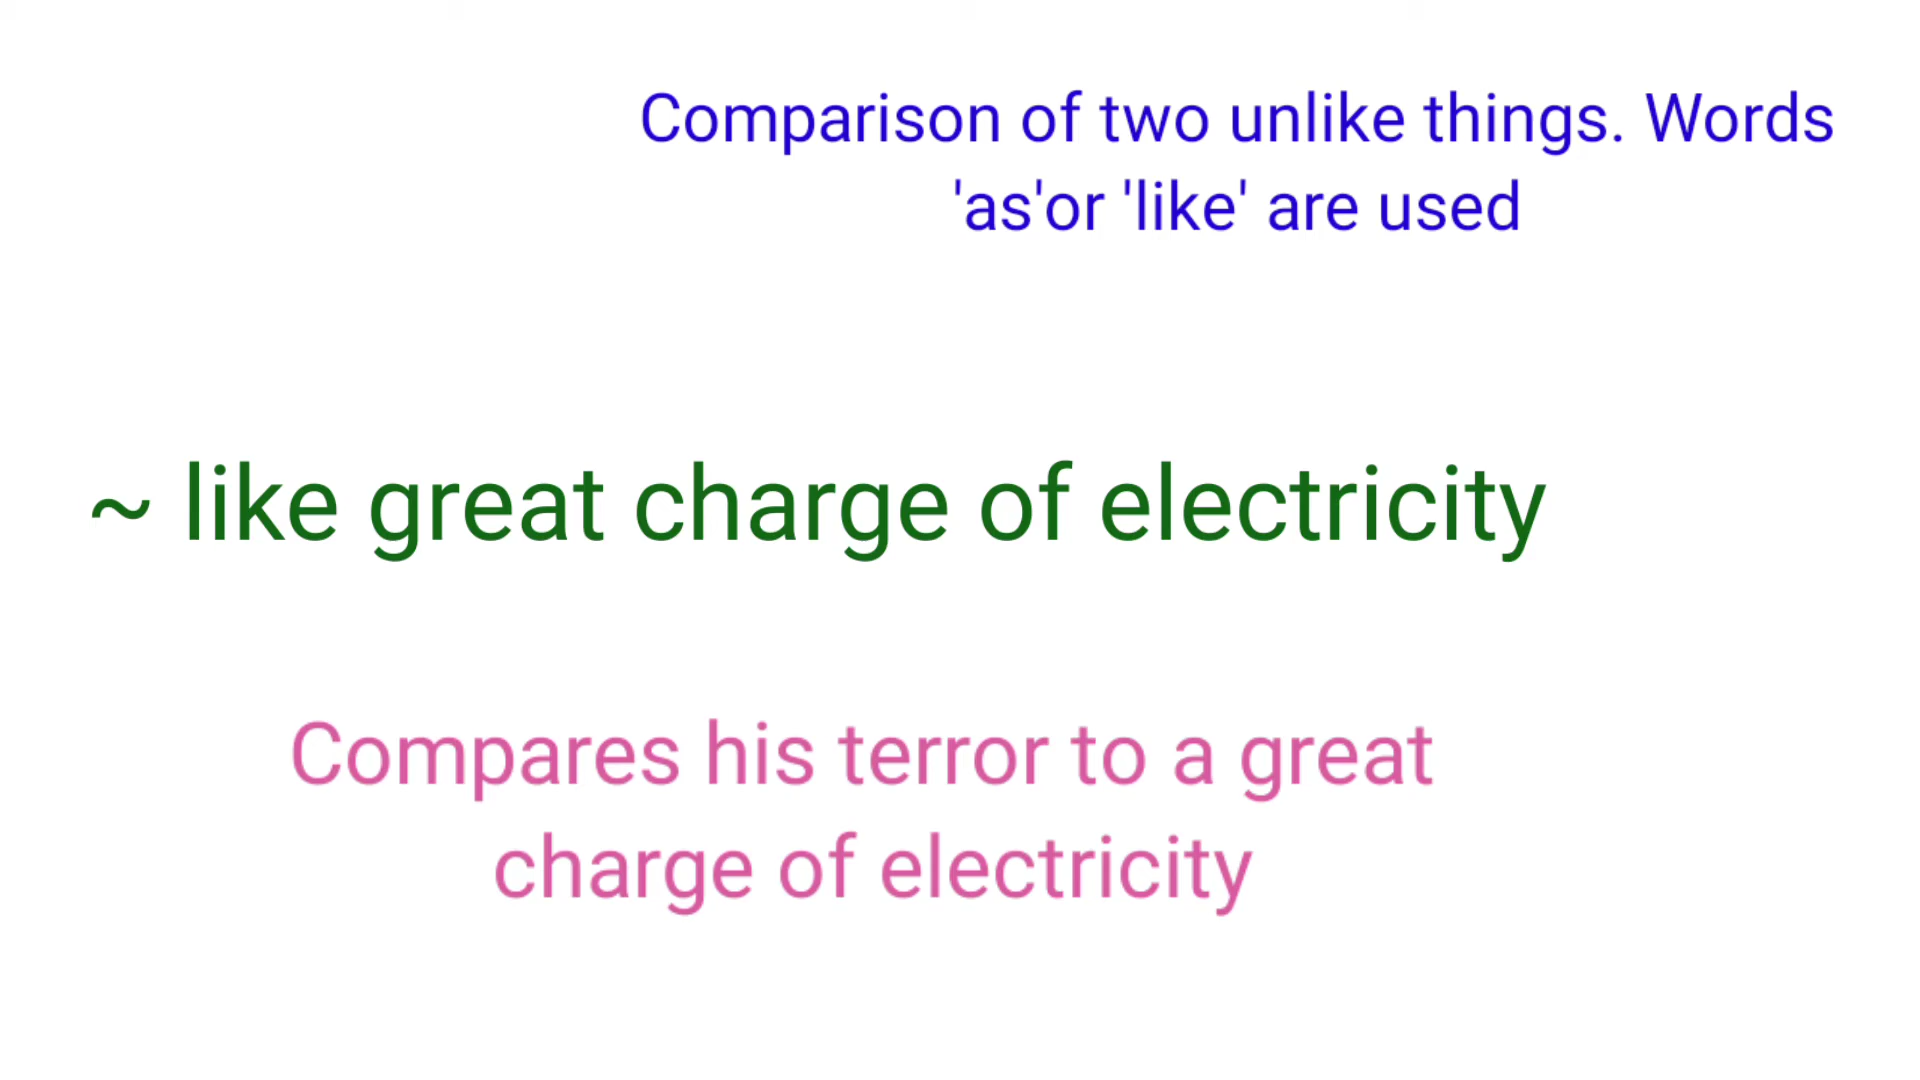 Comparison of two unlike things. Words
'as'or 'like' are used
~ like great charge of electricity
Compares his terror to a great
charge of electricity